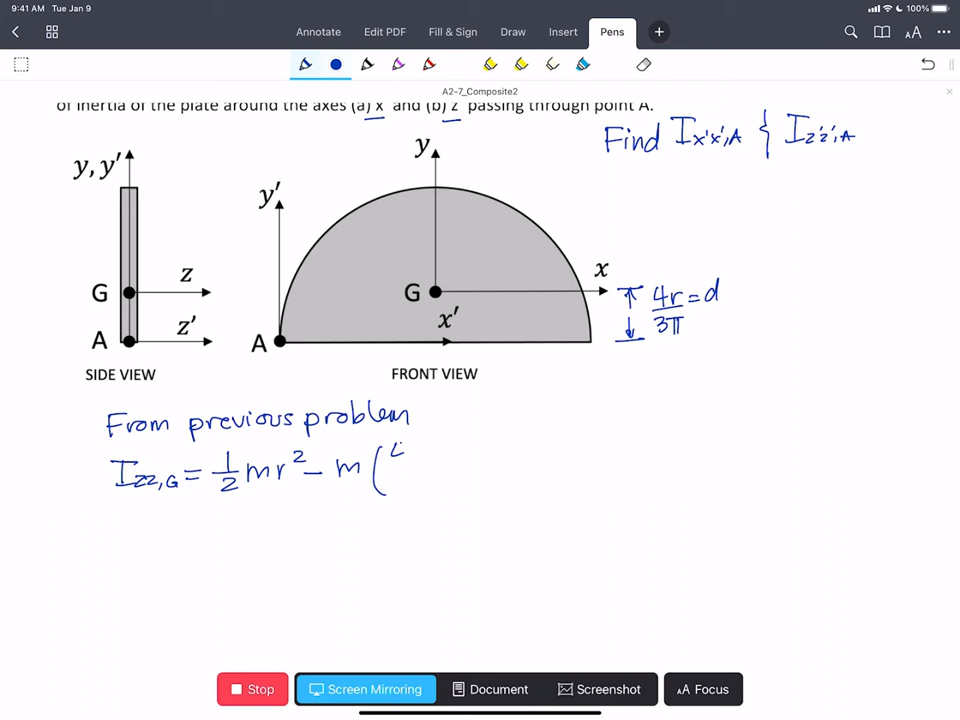 9:41 AM Tue Jan 9
100%
Annotate Edit PDF Fill & Sign Draw Insert Pens
AA
A2-7_Composite2
of inertia of the plate around the axes (a) x′ and (b) z′ passing through point A.
Find Ix'x',A & Iz'z',A
y, y′
G
z
A
z′
SIDE VIEW
y
y′
x
G
x′
A
FRONT VIEW
4r/3π = d
From previous problem
Izz,G = 1/2 mr² − m (
Stop Screen Mirroring Document Screenshot AA Focus